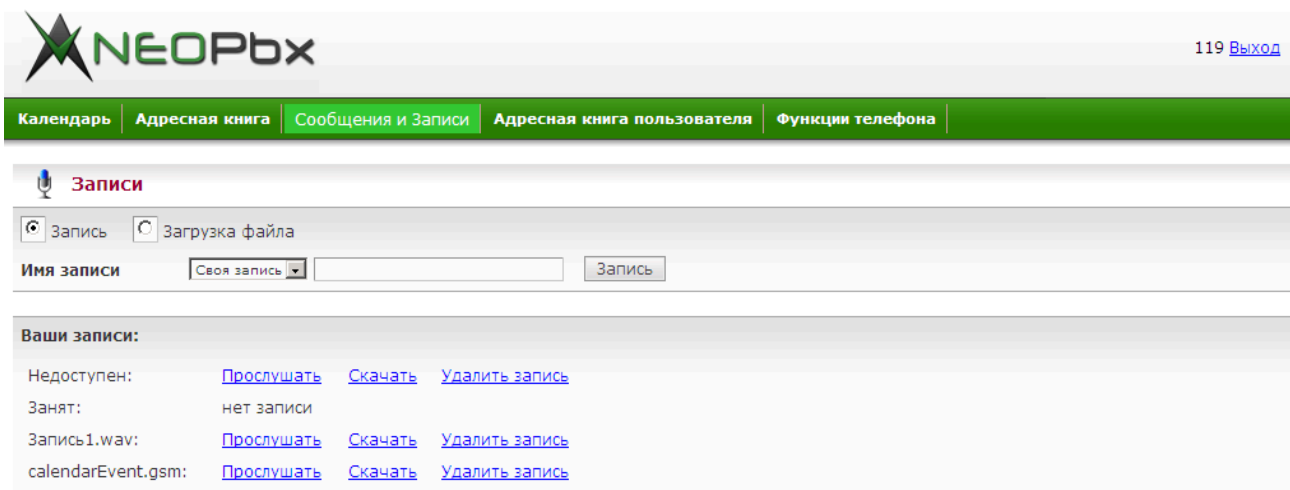 NEOPbx
119 Выход
Календарь Адресная книга Сообщения и Записи Адресная книга пользователя Функции телефона
Записи
Запись Загрузка файла
Имя записи Своя запись Запись
Ваши записи:
Недоступен: Прослушать Скачать Удалить запись
Занят: нет записи
Запись1.wav: Прослушать Скачать Удалить запись
calendarEvent.gsm: Прослушать Скачать Удалить запись